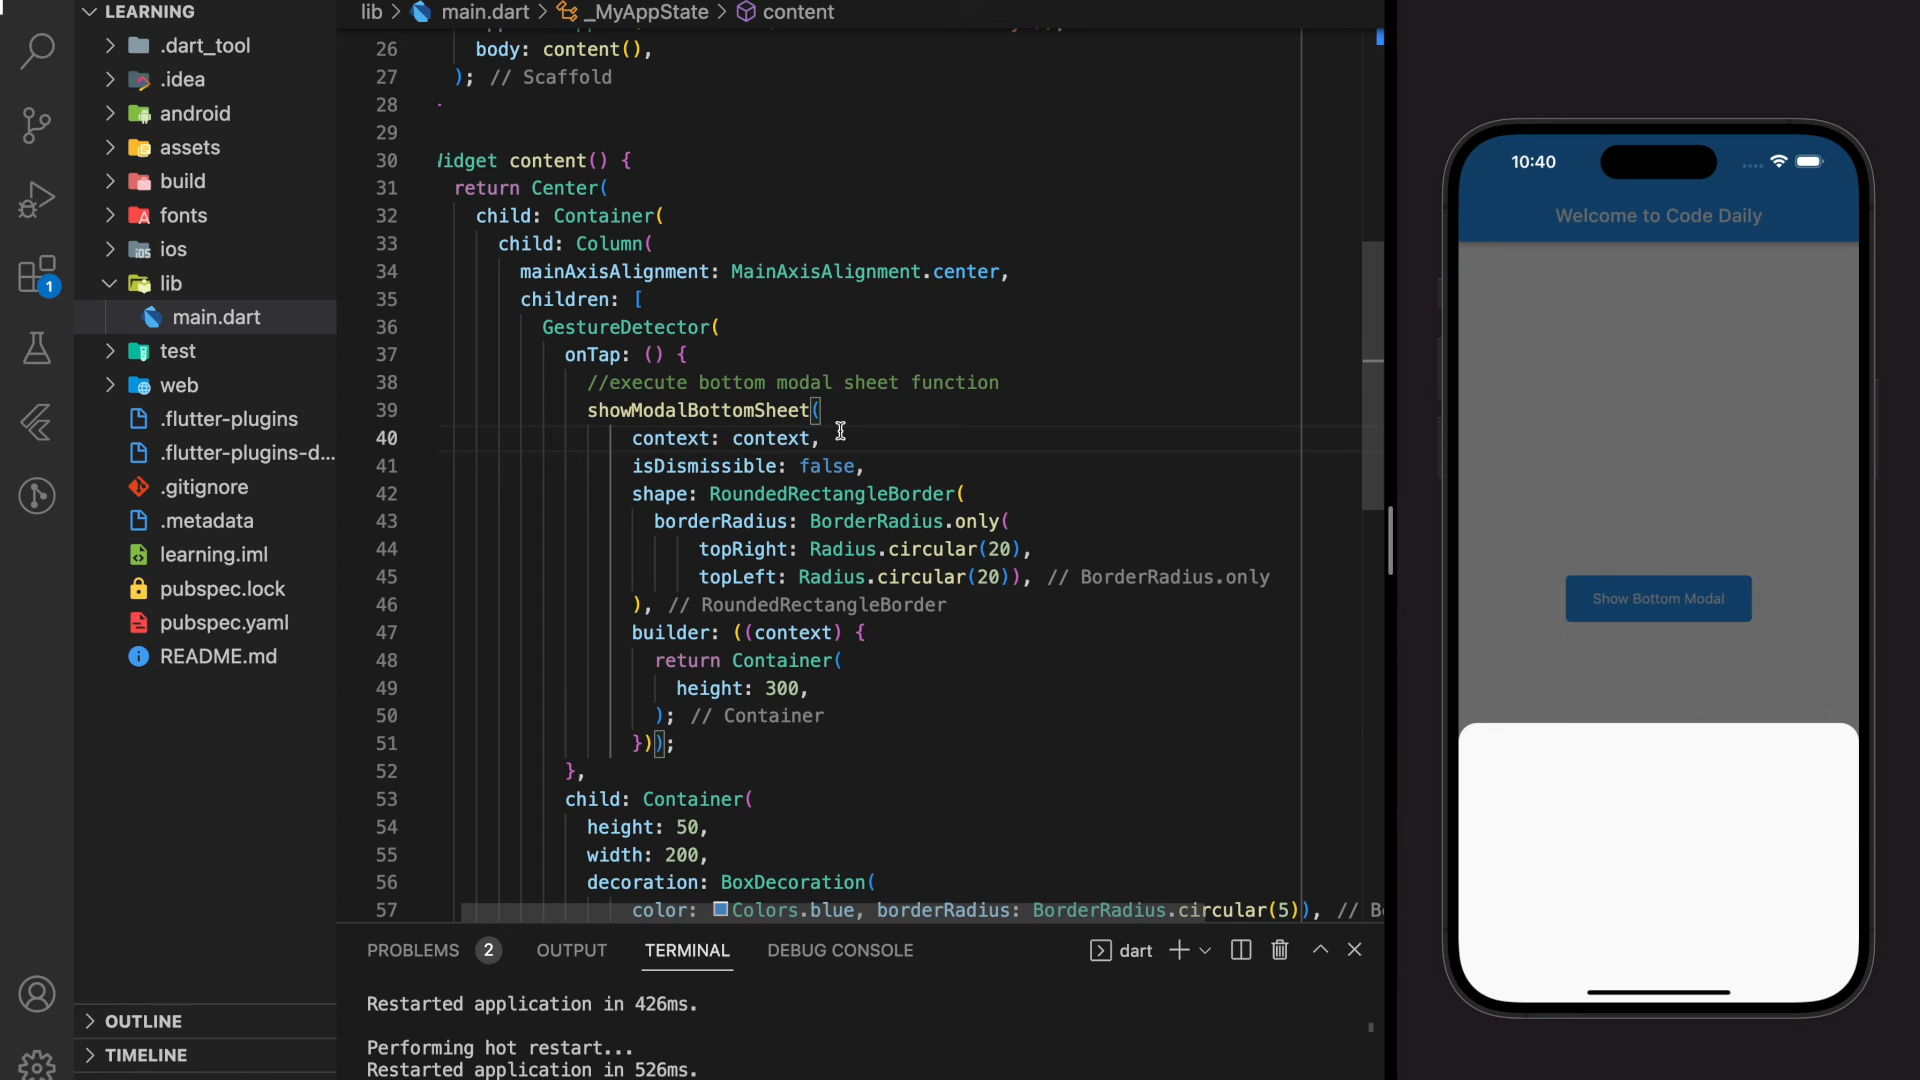 LEARNING
.dart_tool
.idea
android
assets
build
fonts
ios
lib
main.dart
test
web
.flutter-plugins
.flutter-plugins-d...
.gitignore
.metadata
learning.iml
pubspec.lock
pubspec.yaml
README.md
OUTLINE
TIMELINE
1
lib > main.dart > _MyAppState > content
26 body: content(),
27 ); // Scaffold
28
29
30 Widget content() {
31 return Center(
32 child: Container(
33 child: Column(
34 mainAxisAlignment: MainAxisAlignment.center,
35 children: [
36 GestureDetector(
37 onTap: () {
38 //execute bottom modal sheet function
39 showModalBottomSheet(
40 context: context,
41 isDismissible: false,
42 shape: RoundedRectangleBorder(
43 borderRadius: BorderRadius.only(
44 topRight: Radius.circular(20),
45 topLeft: Radius.circular(20)), // BorderRadius.only
46 ), // RoundedRectangleBorder
47 builder: ((context) {
48 return Container(
49 height: 300,
50 ); // Container
51 }));
52 },
53 child: Container(
54 height: 50,
55 width: 200,
56 decoration: BoxDecoration(
57 color: Colors.blue, borderRadius: BorderRadius.circular(5)), // B
PROBLEMS 2 OUTPUT TERMINAL DEBUG CONSOLE dart
Restarted application in 426ms.
Performing hot restart...
Restarted application in 526ms.
10:40
Welcome to Code Daily
Show Bottom Modal